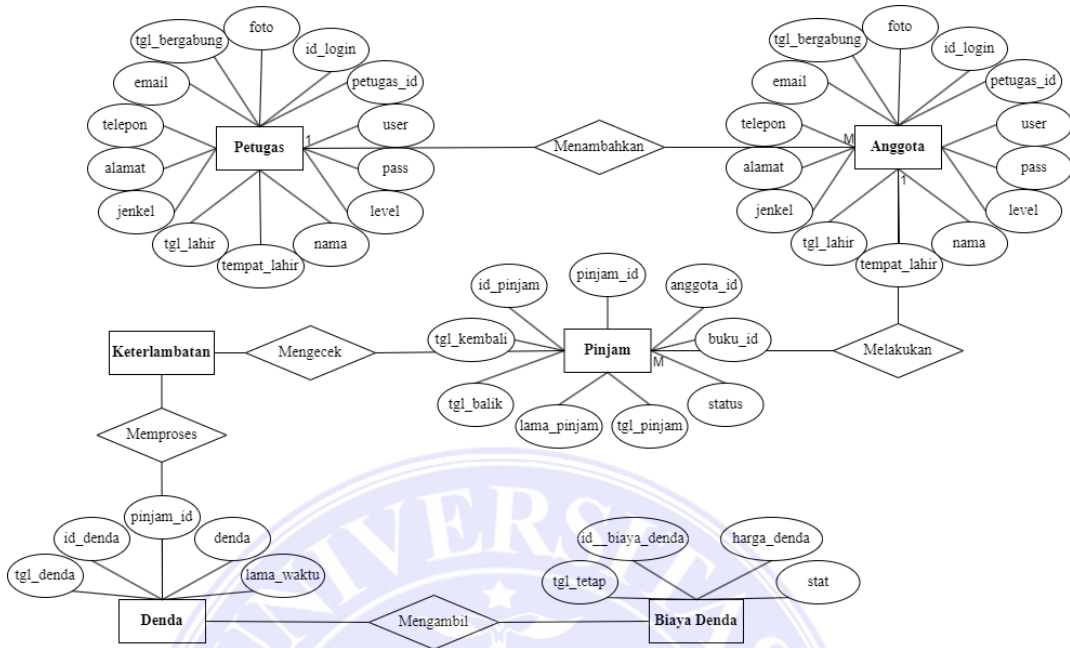 foto
tgl_bergabung
id_login
email
petugas_id
telepon
user
Petugas
1
alamat
pass
jenkel
level
tgl_lahir
nama
tempat_lahir
Menambahkan
foto
tgl_bergabung
id_login
email
petugas_id
telepon
user
M
Anggota
alamat
pass
1
jenkel
level
tgl_lahir
nama
tempat_lahir
pinjam_id
id_pinjam
anggota_id
tgl_kembali
buku_id
Keterlambatan
Mengecek
Pinjam
Melakukan
M
tgl_balik
status
lama_pinjam
tgl_pinjam
Memproses
pinjam_id
id_denda
denda
tgl_denda
lama_waktu
Denda
Mengambil
id__biaya_denda
harga_denda
tgl_tetap
stat
Biaya Denda
UNIVERSITAS